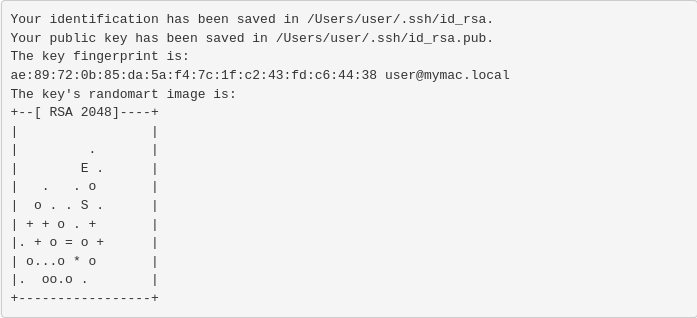 Your identification has been saved in /Users/user/.ssh/id_rsa.
Your public key has been saved in /Users/user/.ssh/id_rsa.pub.
The key fingerprint is:
ae:89:72:0b:85:da:5a:f4:7c:1f:c2:43:fd:c6:44:38 user@mymac.local
The key's randomart image is:
+--[ RSA 2048]----+
|                 |
|         .       |
|        E .      |
|   .   . o       |
|  o . . S .      |
| + + o . +       |
|. + o = o +      |
| o...o * o       |
|.  oo.o .        |
+-----------------+